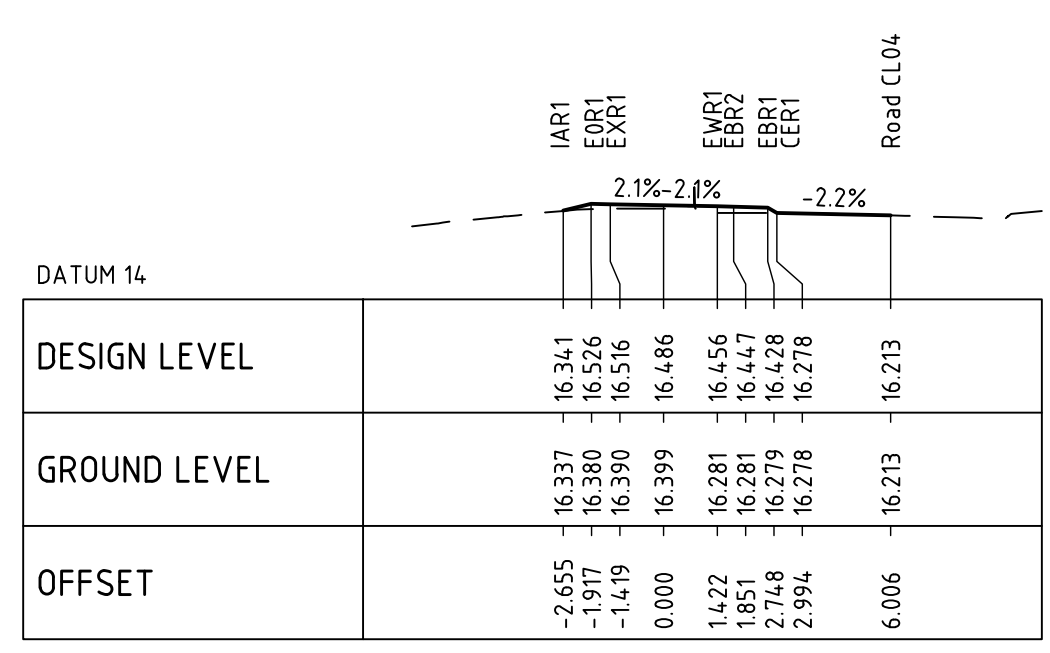 IAR1
EOR1
EXR1
EWR1
EBR2
EBR1
CER1
Road CL04
2.1%
-2.1%
-2.2%
DATUM 14
DESIGN LEVEL
16.341
16.526
16.516
16.486
16.456
16.447
16.428
16.278
16.213
GROUND LEVEL
16.337
16.380
16.390
16.399
16.281
16.281
16.279
16.278
16.213
OFFSET
-2.655
-1.917
-1.419
0.000
1.422
1.851
2.748
2.994
6.006